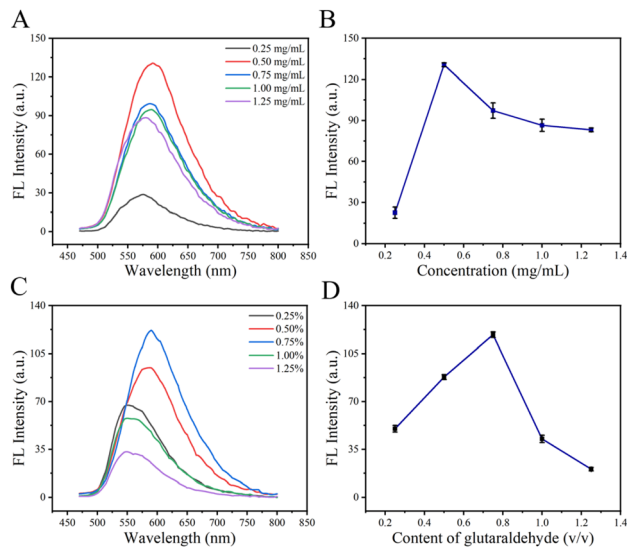 A
B
150
120
90
60
30
0
FL Intensity (a.u.)
0.25 mg/mL
0.50 mg/mL
0.75 mg/mL
1.00 mg/mL
1.25 mg/mL
450 500 550 600 650 700 750 800 850
Wavelength (nm)
150
120
90
60
30
0
FL Intensity (a.u.)
0.2 0.4 0.6 0.8 1.0 1.2 1.4
Concentration (mg/mL)
C
D
140
105
70
35
0
FL Intensity (a.u.)
0.25%
0.50%
0.75%
1.00%
1.25%
450 500 550 600 650 700 750 800 850
Wavelength (nm)
140
105
70
35
0
FL Intensity (a.u.)
0.2 0.4 0.6 0.8 1.0 1.2 1.4
Content of glutaraldehyde (v/v)